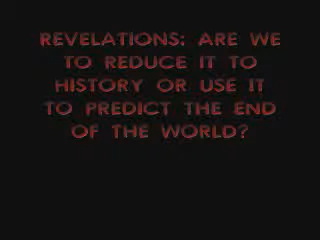 REVELATIONS: ARE WE
TO REDUCE IT TO
HISTORY OR USE IT
TO PREDICT THE END
OF THE WORLD?